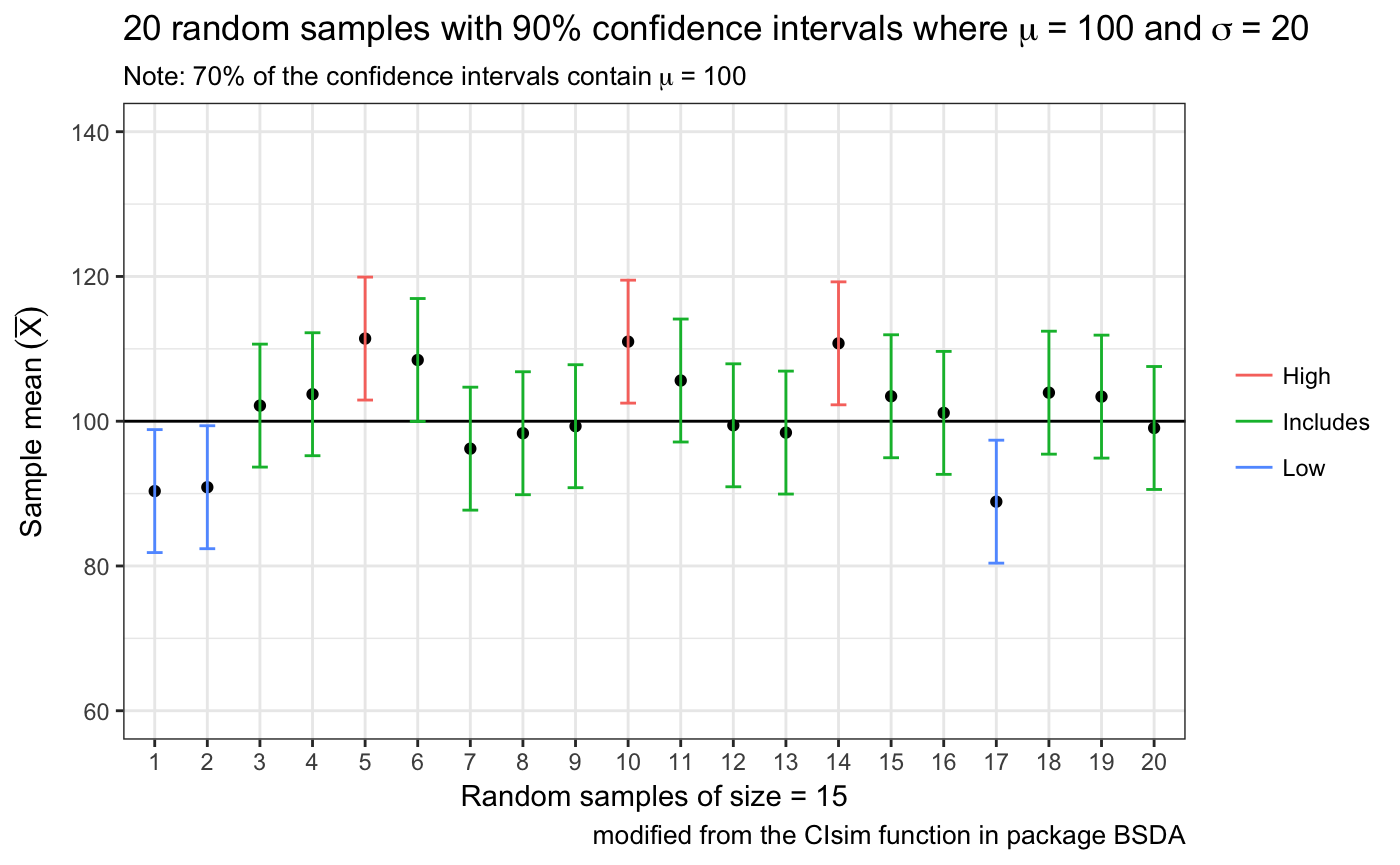 20 random samples with 90% confidence intervals where μ = 100 and σ = 20
Note: 70% of the confidence intervals contain μ = 100
140
120
100
80
60
Sample mean (X̅)
1 2 3 4 5 6 7 8 9 10 11 12 13 14 15 16 17 18 19 20
Random samples of size = 15
modified from the CIsim function in package BSDA
High
Includes
Low